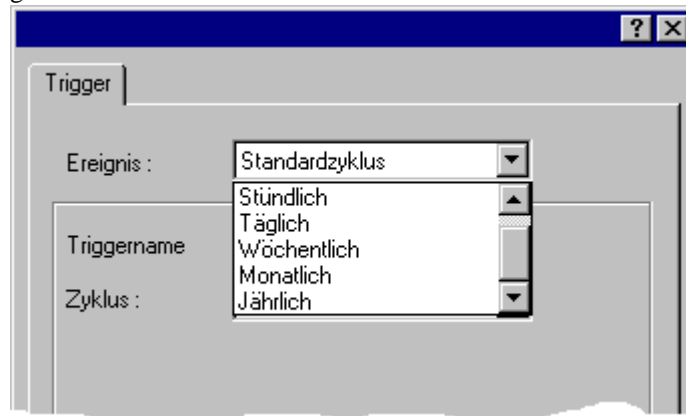 g
? ×
Trigger
Ereignis : Standardzyklus
Stündlich
Täglich
Triggername Wöchentlich
Monatlich
Zyklus : Jährlich